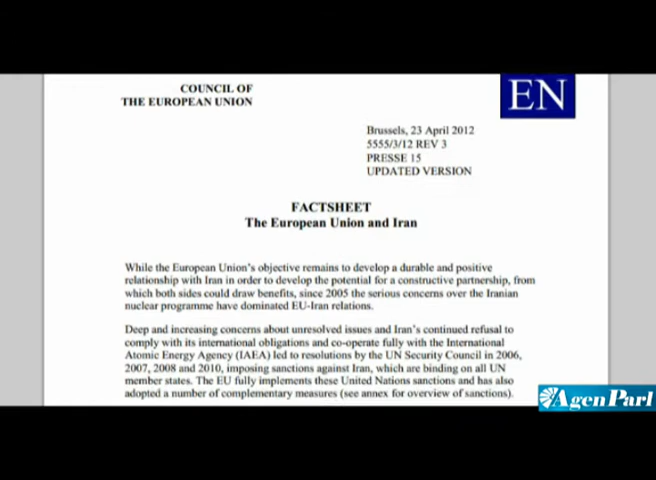 COUNCIL OF
THE EUROPEAN UNION
EN
Brussels, 23 April 2012
5555/3/12 REV 3
PRESSE 15
UPDATED VERSION
FACTSHEET
The European Union and Iran
While the European Union's objective remains to develop a durable and positive
relationship with Iran in order to develop the potential for a constructive partnership, from
which both sides could draw benefits, since 2005 the serious concerns over the Iranian
nuclear programme have dominated EU-Iran relations.
Deep and increasing concerns about unresolved issues and Iran's continued refusal to
comply with its international obligations and co-operate fully with the International
Atomic Energy Agency (IAEA) led to resolutions by the UN Security Council in 2006,
2007, 2008 and 2010, imposing sanctions against Iran, which are binding on all UN
member states. The EU fully implements these United Nations sanctions and has also
adopted a number of complementary measures (see annex for overview of sanctions).
AgenParl